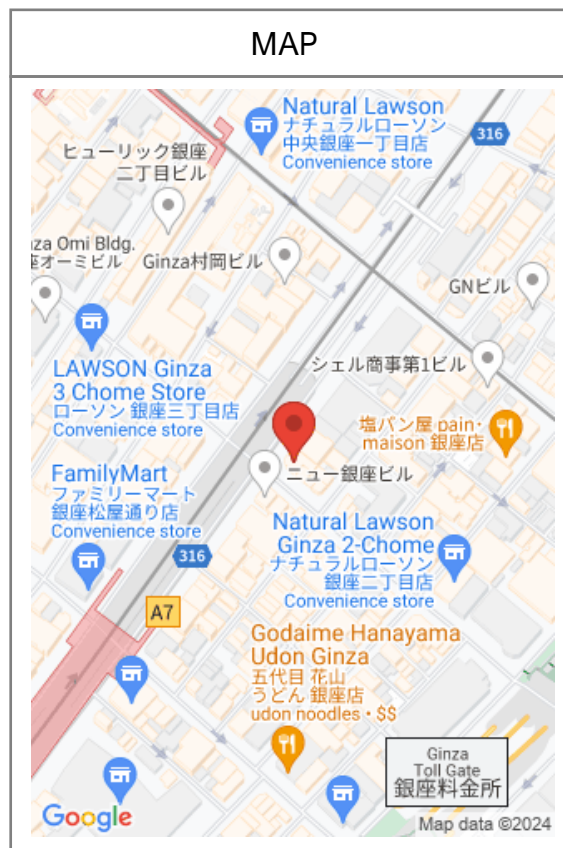 MAP
Natural Lawson
ナチュラルローソン
中央銀座一丁目店
Convenience store
316
ヒューリック銀座
二丁目ビル
nza Omi Bldg.
座オーミビル
Ginza村岡ビル
GNビル
LAWSON Ginza
3 Chome Store
ローソン 銀座三丁目店
Convenience store
シェル商事第1ビル
塩パン屋 pain・
maison 銀座店
FamilyMart
ファミリーマート
銀座松屋通り店
Convenience store
ニュー銀座ビル
Natural Lawson
Ginza 2-Chome
ナチュラルローソン
銀座二丁目店
Convenience store
316
A7
Godaime Hanayama
Udon Ginza
五代目 花山
うどん 銀座店
udon noodles • $$
Ginza
Toll Gate
銀座料金所
Google
Map data ©2024